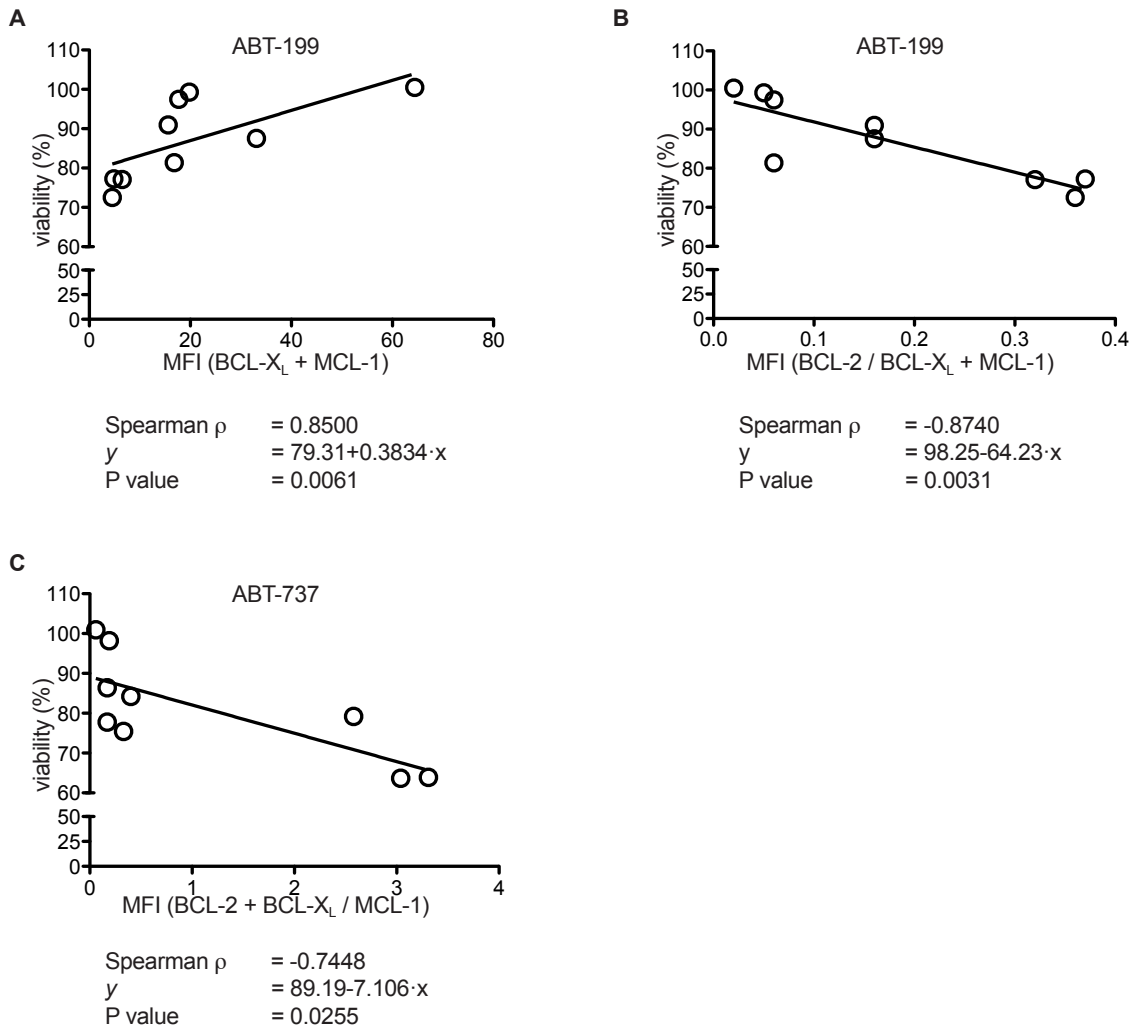 A
ABT-199
110
100
90
80
70
60
50
25
0
viability (%)
0 20 40 60 80
MFI (BCL-XL + MCL-1)
Spearman ρ = 0.8500
y = 79.31+0.3834·x
P value = 0.0061
B
ABT-199
110
100
90
80
70
60
50
25
0
viability (%)
0.0 0.1 0.2 0.3 0.4
MFI (BCL-2 / BCL-XL + MCL-1)
Spearman ρ = -0.8740
y = 98.25-64.23·x
P value = 0.0031
C
ABT-737
110
100
90
80
70
60
50
25
0
viability (%)
0 1 2 3 4
MFI (BCL-2 + BCL-XL / MCL-1)
Spearman ρ = -0.7448
y = 89.19-7.106·x
P value = 0.0255